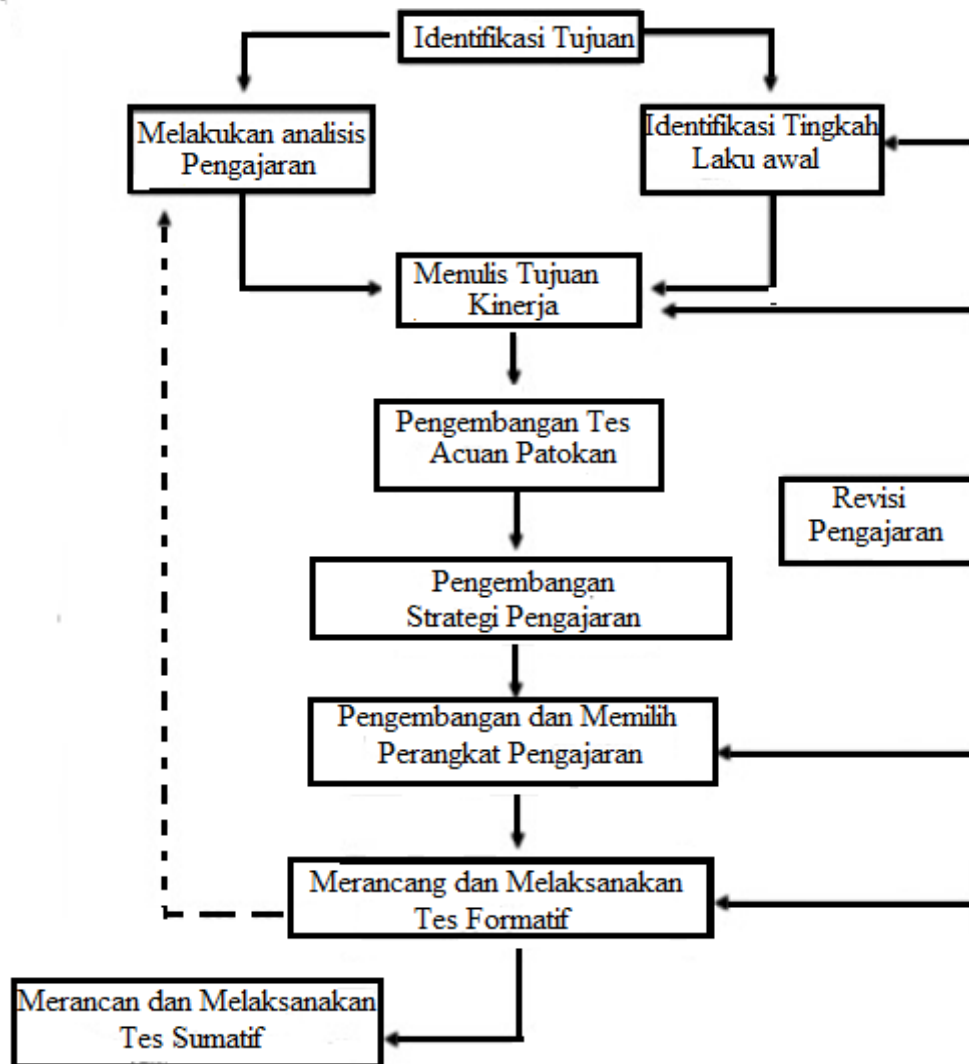 Identifikasi Tujuan
Melakukan analisis
Pengajaran
Identifikasi Tingkah
Laku awal
Menulis Tujuan
Kinerja
Pengembangan Tes
Acuan Patokan
Revisi
Pengajaran
Pengembangan
Strategi Pengajaran
Pengembangan dan Memilih
Perangkat Pengajaran
Merancang dan Melaksanakan
Tes Formatif
Merancan dan Melaksanakan
Tes Sumatif